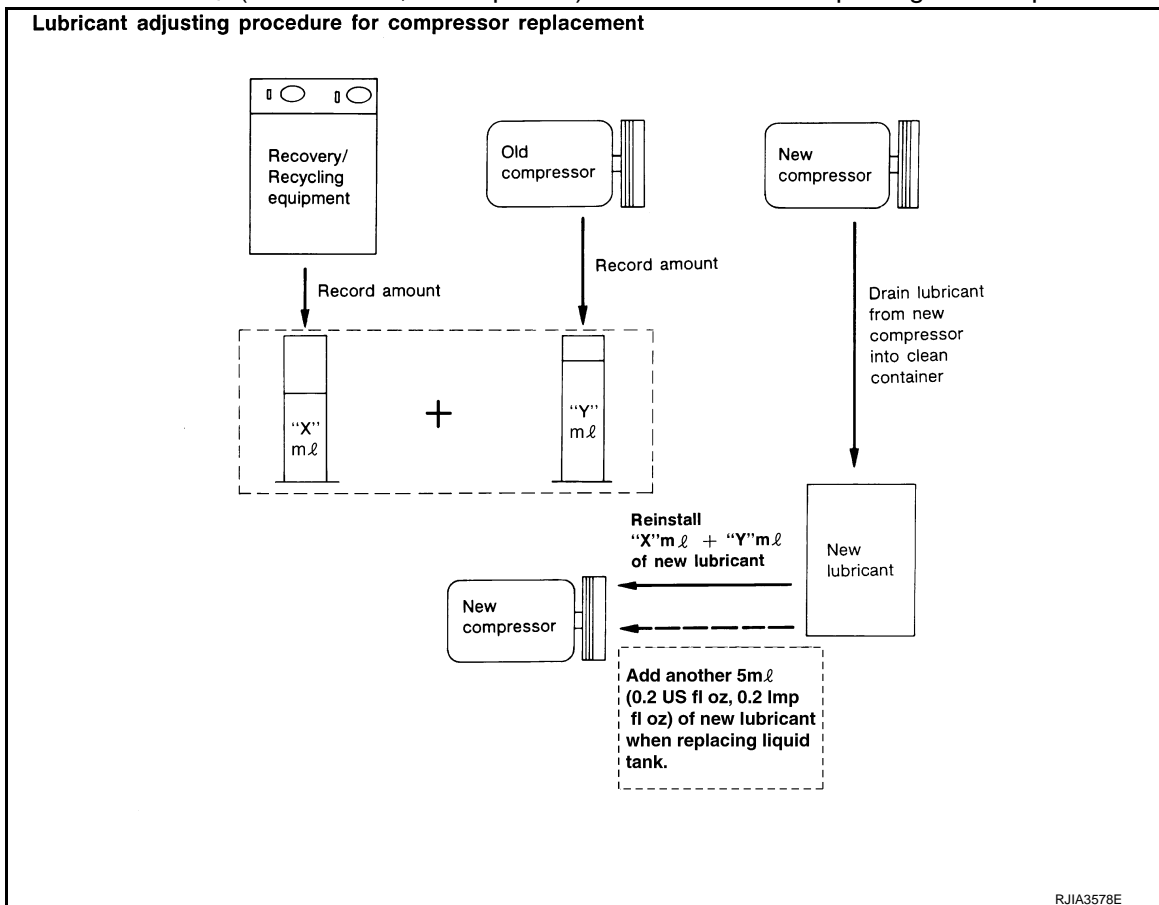 Lubricant adjusting procedure for compressor replacement
Recovery/
Recycling
equipment
Old
compressor
New
compressor
Record amount
Record amount
Drain lubricant
from new
compressor
into clean
container
“X”
mℓ
+
“Y”
mℓ
Reinstall
“X”mℓ + “Y”mℓ
of new lubricant
New
lubricant
New
compressor
Add another 5mℓ
(0.2 US fl oz, 0.2 Imp
fl oz) of new lubricant
when replacing liquid
tank.
RJIA3578E